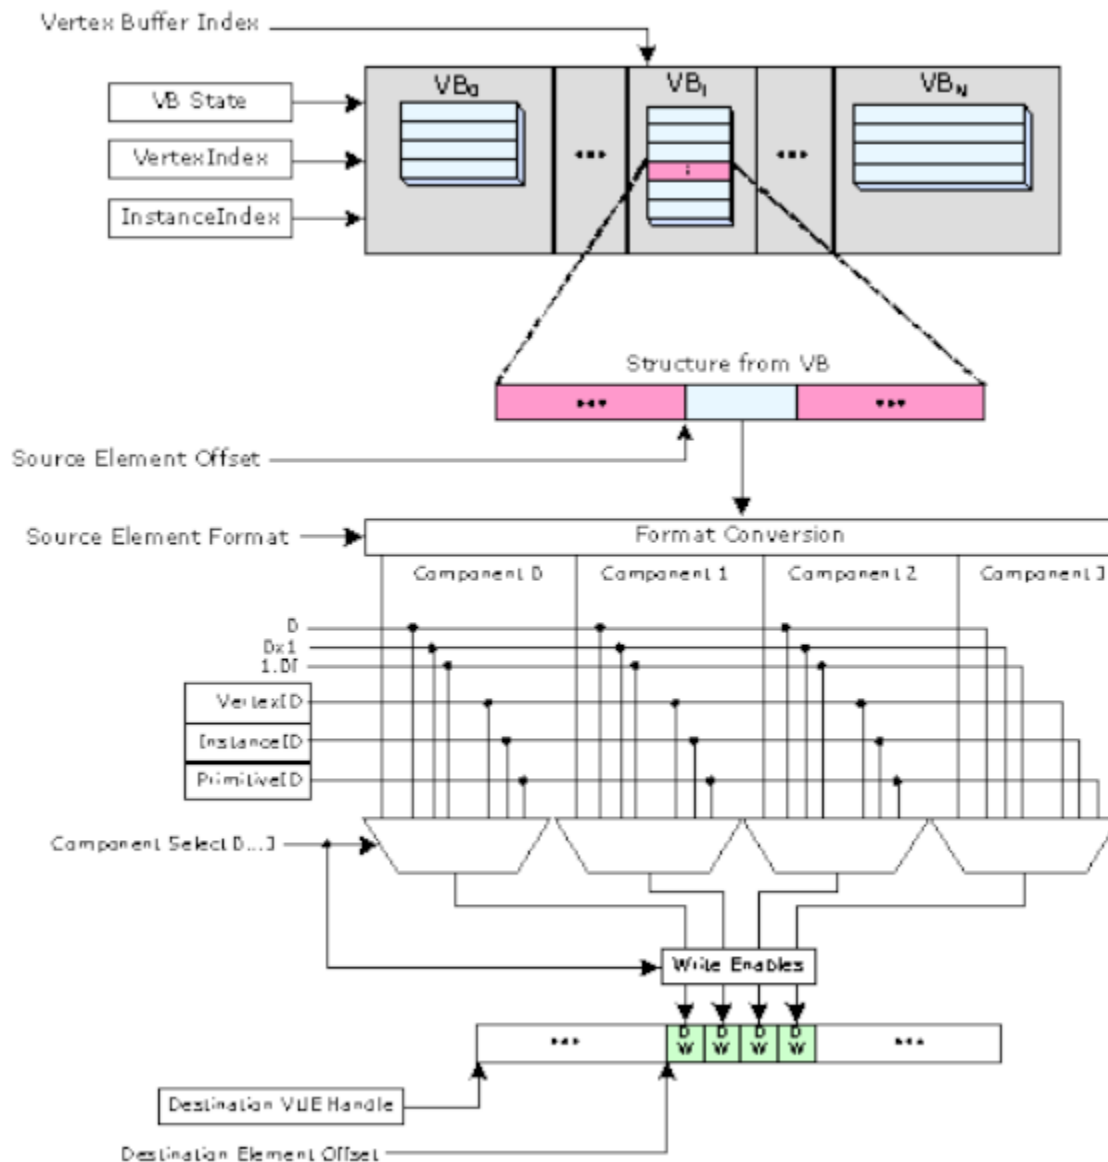 Vertex Buffer Index
VB0 VBI VBN
VB State
VertexIndex
InstanceIndex
Structure from VB
Source Element Offset
Source Element Format
Format Conversion
Component 0 Component 1 Component 2 Component 3
0
0x1
1.0f
VertexID
InstanceID
PrimitiveID
Component Select 0...3
Write Enables
DW DW DW DW
Destination VUE Handle
Destination Element Offset